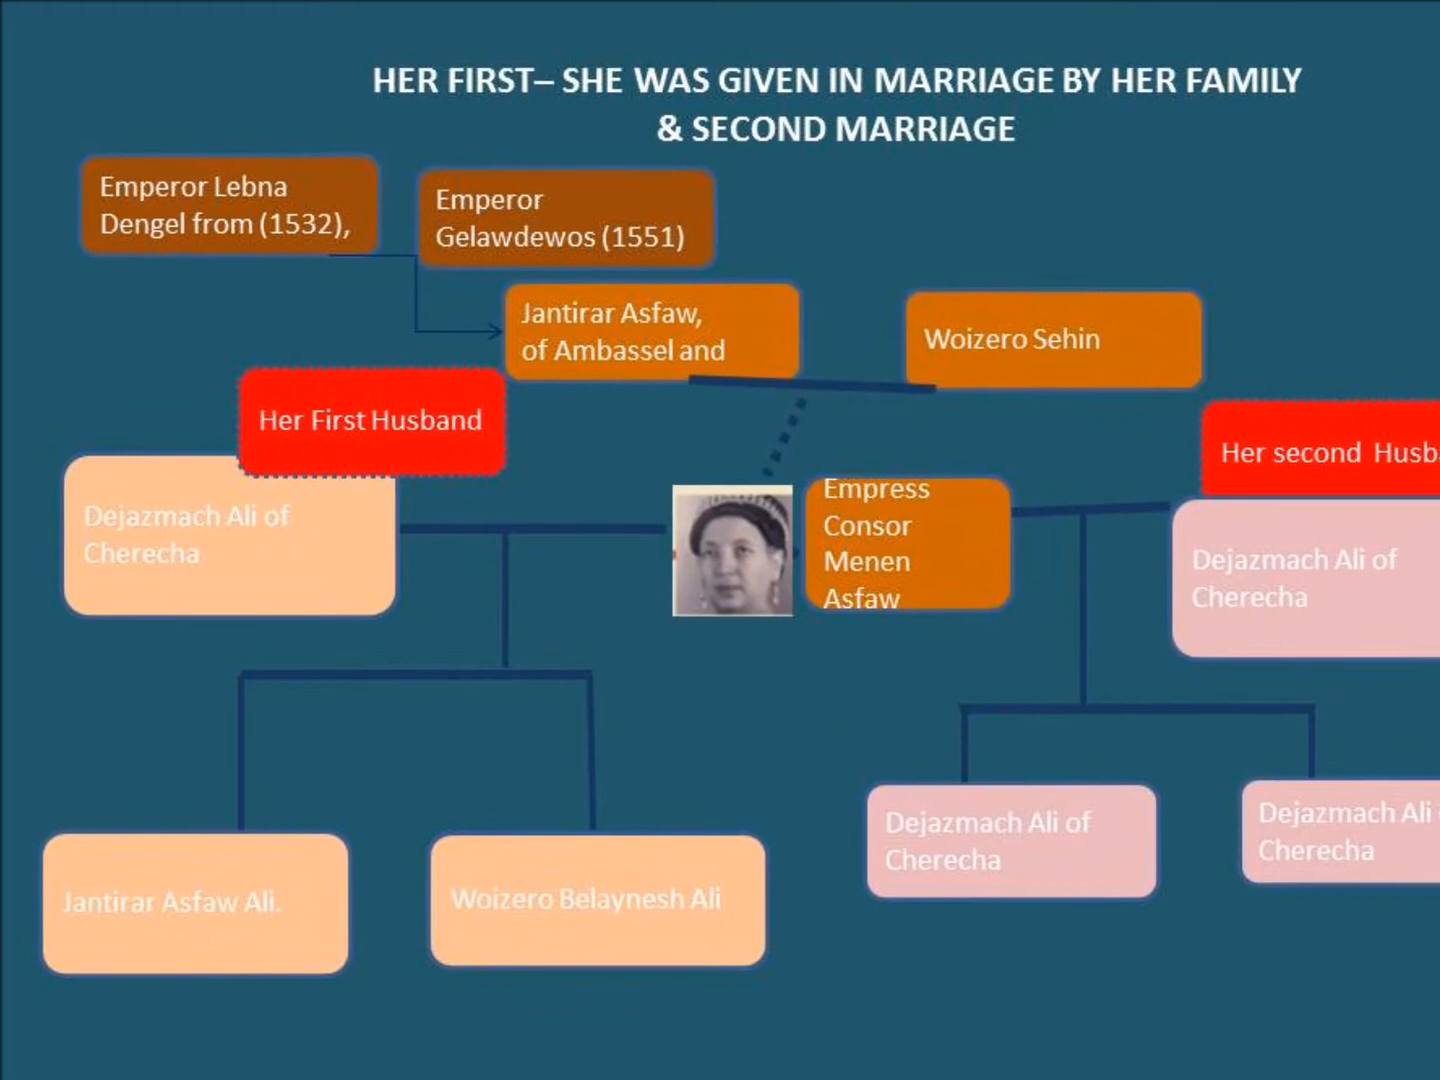 HER FIRST– SHE WAS GIVEN IN MARRIAGE BY HER FAMILY
& SECOND MARRIAGE
Emperor Lebna
Dengel from (1532),
Emperor
Gelawdewos (1551)
Jantirar Asfaw,
of Ambassel and
Woizero Sehin
Her First Husband
Her second Husb
Dejazmach Ali of
Cherecha
Empress
Consor
Menen
Asfaw
Dejazmach Ali of
Cherecha
Jantirar Asfaw Ali.
Woizero Belaynesh Ali
Dejazmach Ali of
Cherecha
Dejazmach Ali
Cherecha